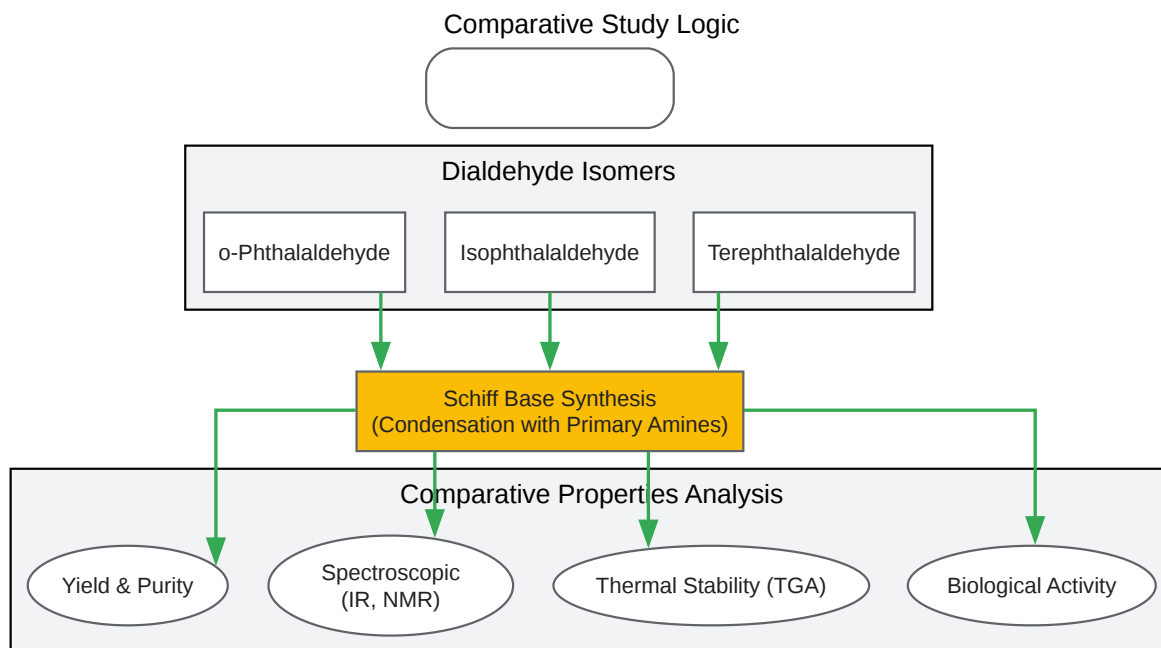 Comparative Study Logic
Dialdehyde Isomers
o-Phthalaldehyde
Isophthalaldehyde
Terephthalaldehyde
Schiff Base Synthesis
(Condensation with Primary Amines)
Comparative Properties Analysis
Yield & Purity
Spectroscopic
(IR, NMR)
Thermal Stability (TGA)
Biological Activity